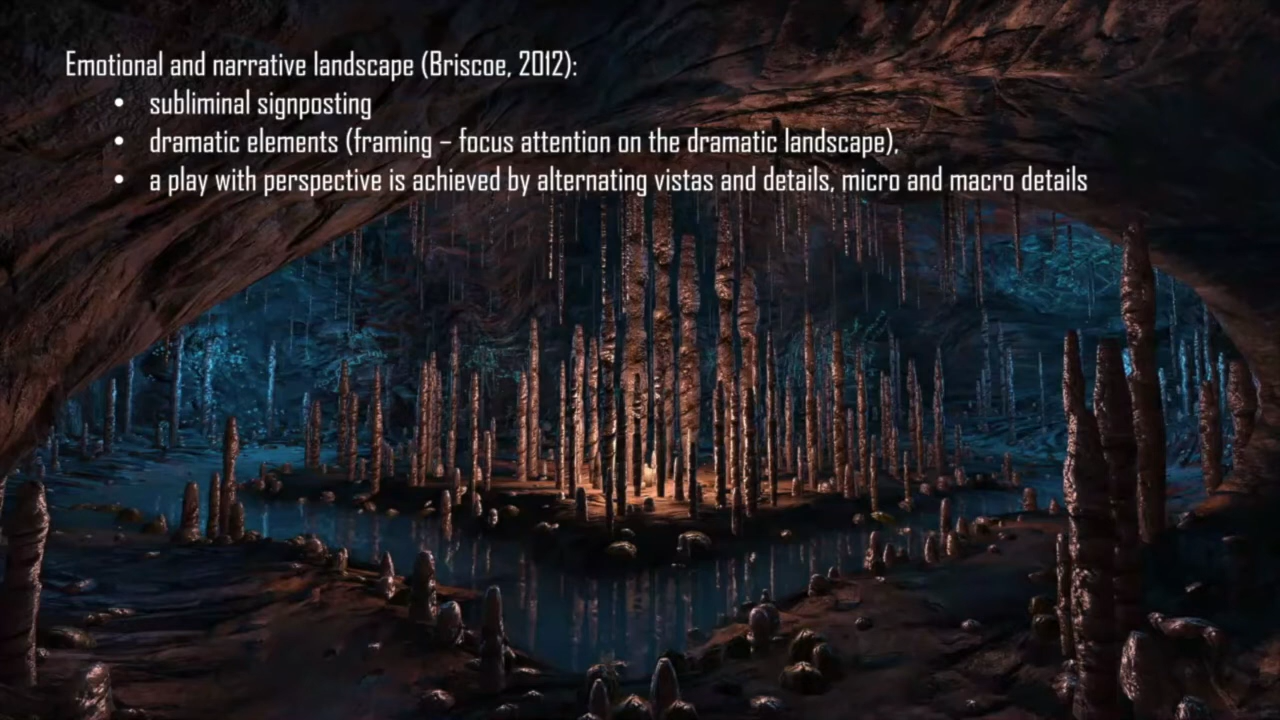 Emotional and narrative landscape (Briscoe, 2012):
• subliminal signposting
• dramatic elements (framing – focus attention on the dramatic landscape),
• a play with perspective is achieved by alternating vistas and details, micro and macro details